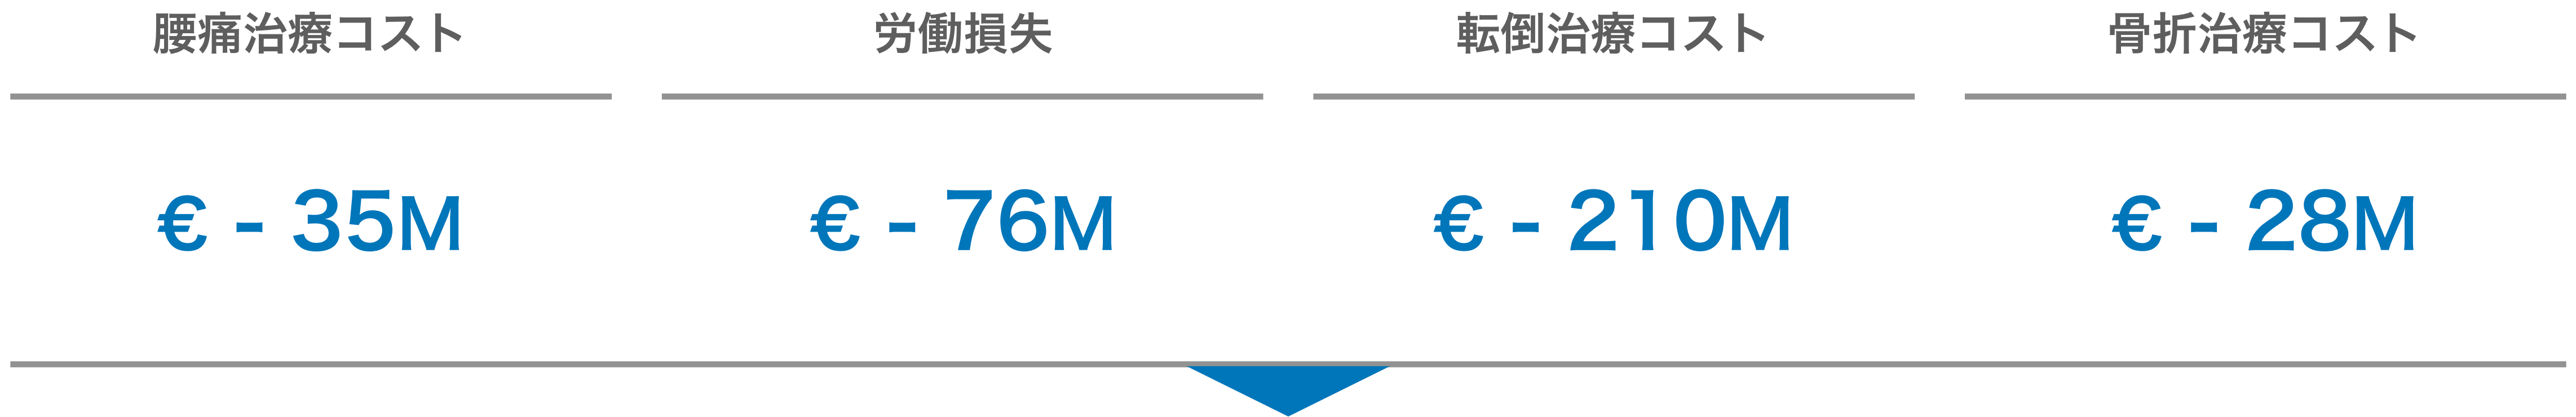 腰痛治療コスト 労働損失 転倒治療コスト 骨折治療コスト
€ - 35M € - 76M € - 210M € - 28M